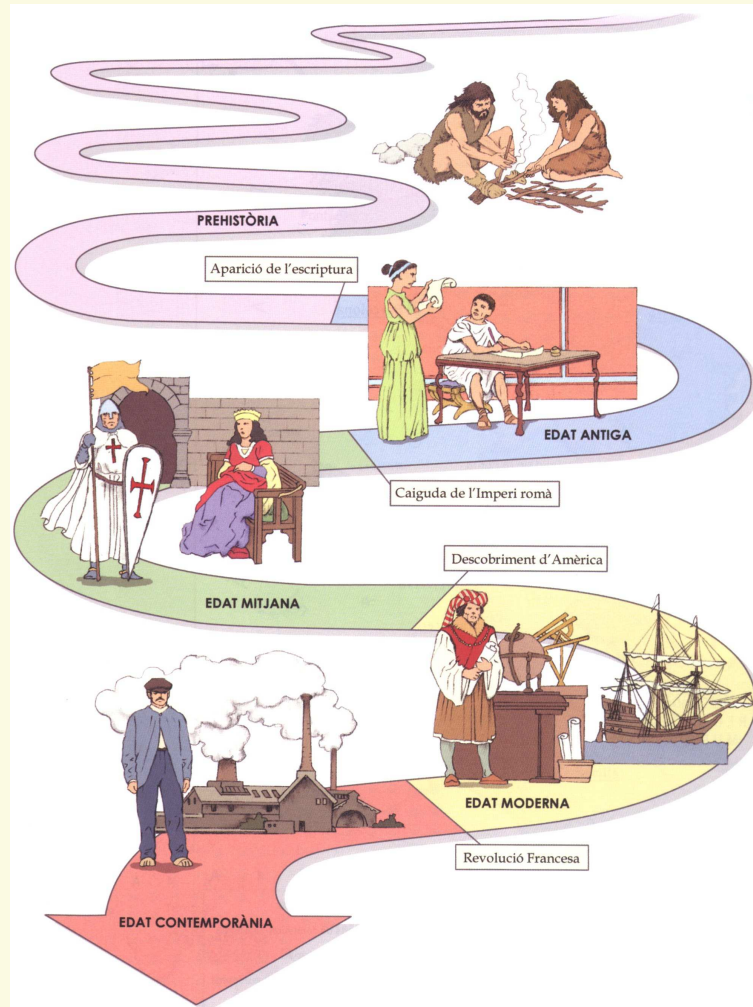 PREHISTÒRIA
Aparició de l'escriptura
EDAT ANTIGA
Caiguda de l'Imperi romà
Descobriment d'Amèrica
EDAT MITJANA
EDAT MODERNA
Revolució Francesa
EDAT CONTEMPORÀNIA